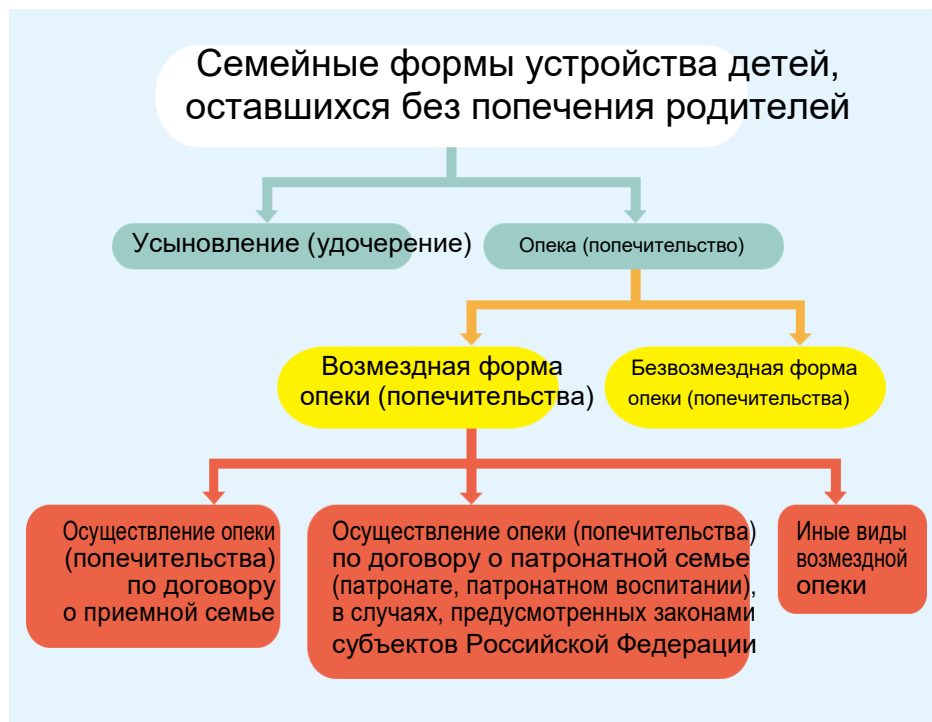 Семейные формы устройства детей,
оставшихся без попечения родителей
Усыновление (удочерение)
Опека (попечительство)
Возмездная форма
опеки (попечительства)
Безвозмездная форма
опеки (попечительства)
Осуществление опеки
(попечительства)
по договору
о приемной семье
Осуществление опеки (попечительства)
по договору о патронатной семье
(патронате, патронатном воспитании),
в случаях, предусмотренных законами
субъектов Российской Федерации
Иные виды
возмездной
опеки